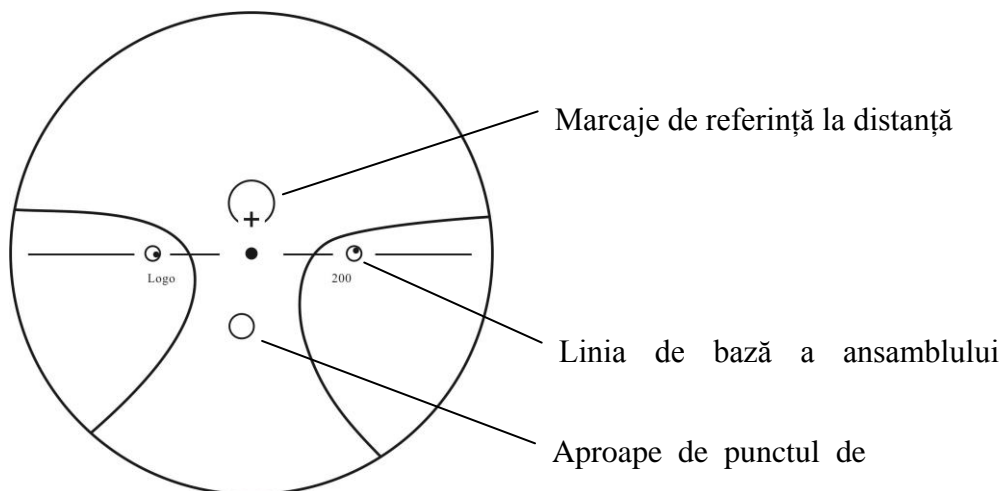 Marcaje de referință la distanță
Logo
200
Linia de bază a ansamblului
Aproape de punctul de